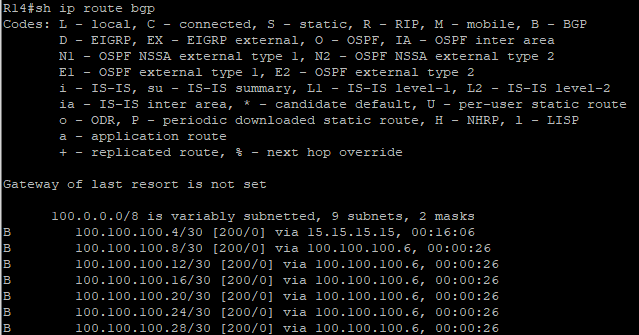 R14#sh ip route bgp
Codes: L - local, C - connected, S - static, R - RIP, M - mobile, B - BGP
       D - EIGRP, EX - EIGRP external, O - OSPF, IA - OSPF inter area
       N1 - OSPF NSSA external type 1, N2 - OSPF NSSA external type 2
       E1 - OSPF external type 1, E2 - OSPF external type 2
       i - IS-IS, su - IS-IS summary, L1 - IS-IS level-1, L2 - IS-IS level-2
       ia - IS-IS inter area, * - candidate default, U - per-user static route
       o - ODR, P - periodic downloaded static route, H - NHRP, l - LISP
       a - application route
       + - replicated route, % - next hop override
Gateway of last resort is not set
      100.0.0.0/8 is variably subnetted, 9 subnets, 2 masks
B        100.100.100.4/30 [200/0] via 15.15.15.15, 00:16:06
B        100.100.100.8/30 [200/0] via 100.100.100.6, 00:00:26
B        100.100.100.12/30 [200/0] via 100.100.100.6, 00:00:26
B        100.100.100.16/30 [200/0] via 100.100.100.6, 00:00:26
B        100.100.100.20/30 [200/0] via 100.100.100.6, 00:00:26
B        100.100.100.24/30 [200/0] via 100.100.100.6, 00:00:26
B        100.100.100.28/30 [200/0] via 100.100.100.6, 00:00:26